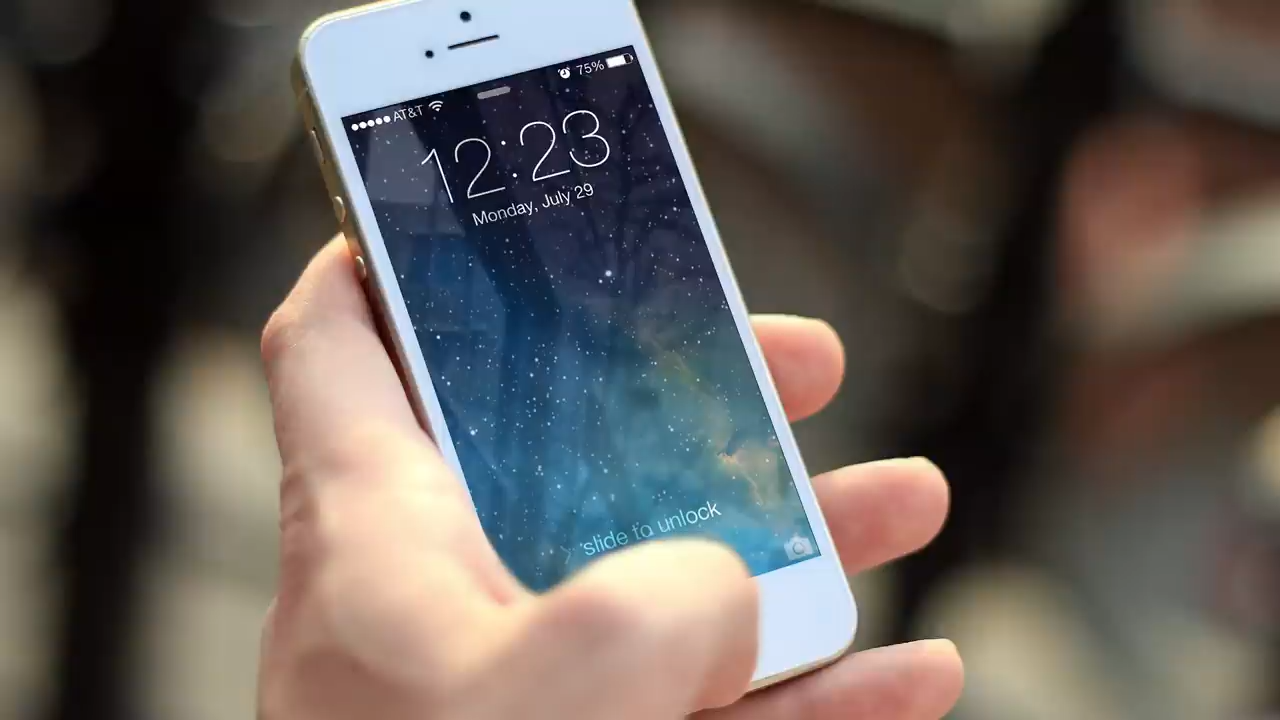 ●●●●● AT&T 75%
12:23
Monday, July 29
> slide to unlock